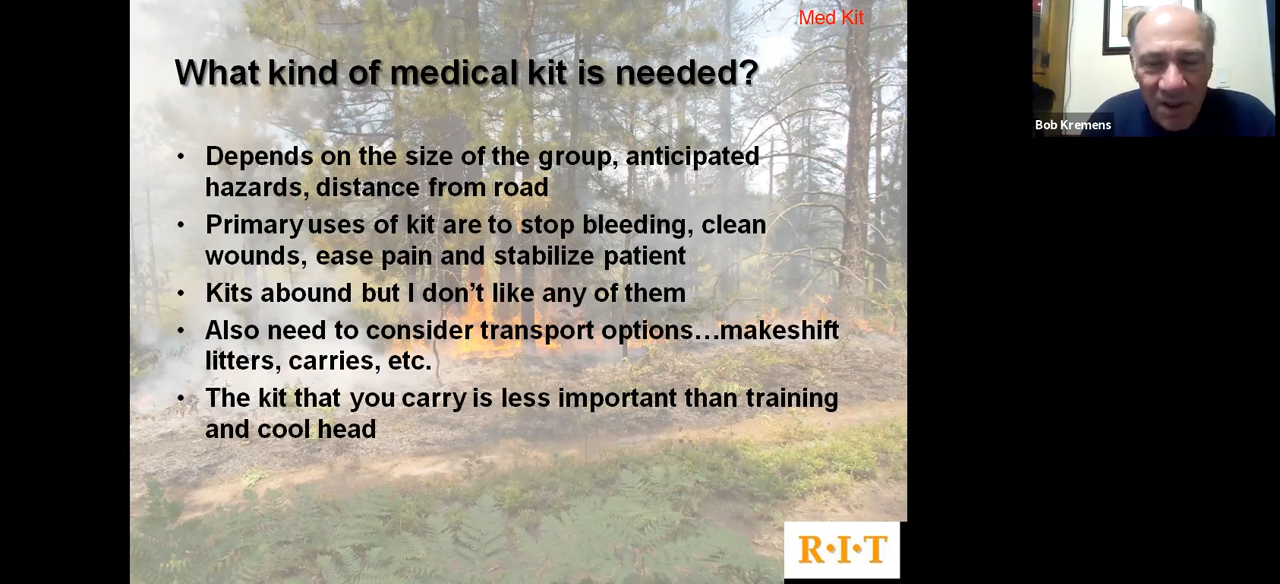 Med Kit
What kind of medical kit is needed?
• Depends on the size of the group, anticipated
hazards, distance from road
• Primary uses of kit are to stop bleeding, clean
wounds, ease pain and stabilize patient
• Kits abound but I don’t like any of them
• Also need to consider transport options…makeshift
litters, carries, etc.
• The kit that you carry is less important than training
and cool head
R·I·T
Bob Kremens